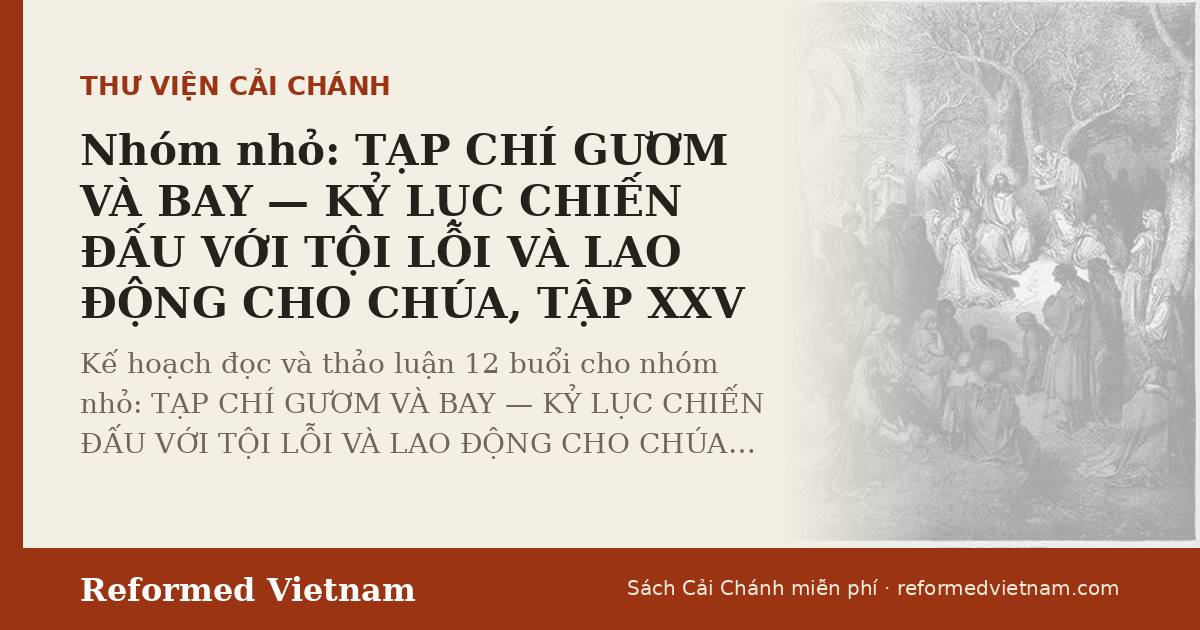 THƯ VIỆN CẢI CHÁNH
Nhóm nhỏ: TẠP CHÍ GƯƠM
VÀ BAY — KỶ LỤC CHIẾN
ĐẤU VỚI TỘI LỖI VÀ LAO
ĐỘNG CHO CHÚA, TẬP XXV
Kế hoạch đọc và thảo luận 12 buổi cho nhóm
nhỏ: TẠP CHÍ GƯƠM VÀ BAY — KỶ LỤC CHIẾN
ĐẤU VỚI TỘI LỖI VÀ LAO ĐỘNG CHO CHÚA…
Reformed Vietnam
Sách Cải Chánh miễn phí · reformedvietnam.com